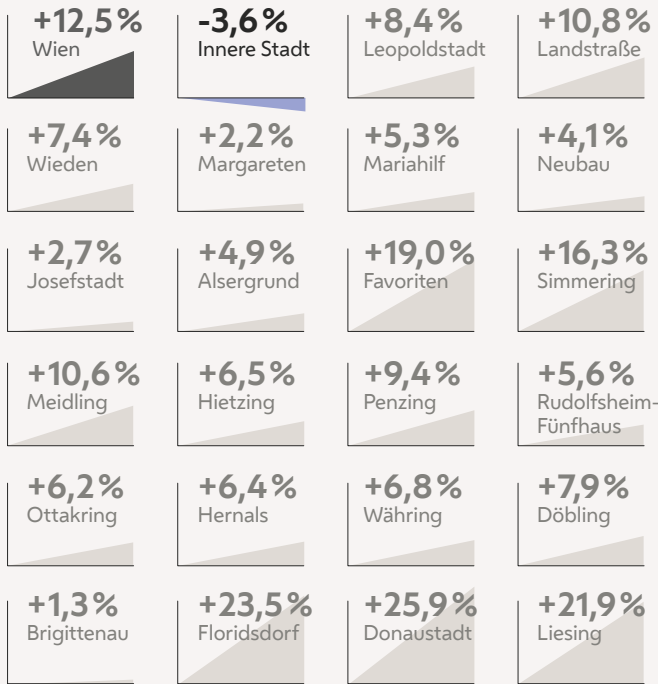 +12,5 %
Wien
-3,6 %
Innere Stadt
+8,4 %
Leopoldstadt
+10,8 %
Landstraße
+7,4 %
Wieden
+2,2 %
Margareten
+5,3 %
Mariahilf
+4,1 %
Neubau
+2,7 %
Josefstadt
+4,9 %
Alsergrund
+19,0 %
Favoriten
+16,3 %
Simmering
+10,6 %
Meidling
+6,5 %
Hietzing
+9,4 %
Penzing
+5,6 %
Rudolfsheim-
Fünfhaus
+6,2 %
Ottakring
+6,4 %
Hernals
+6,8 %
Währing
+7,9 %
Döbling
+1,3 %
Brigittenau
+23,5 %
Floridsdorf
+25,9 %
Donaustadt
+21,9 %
Liesing